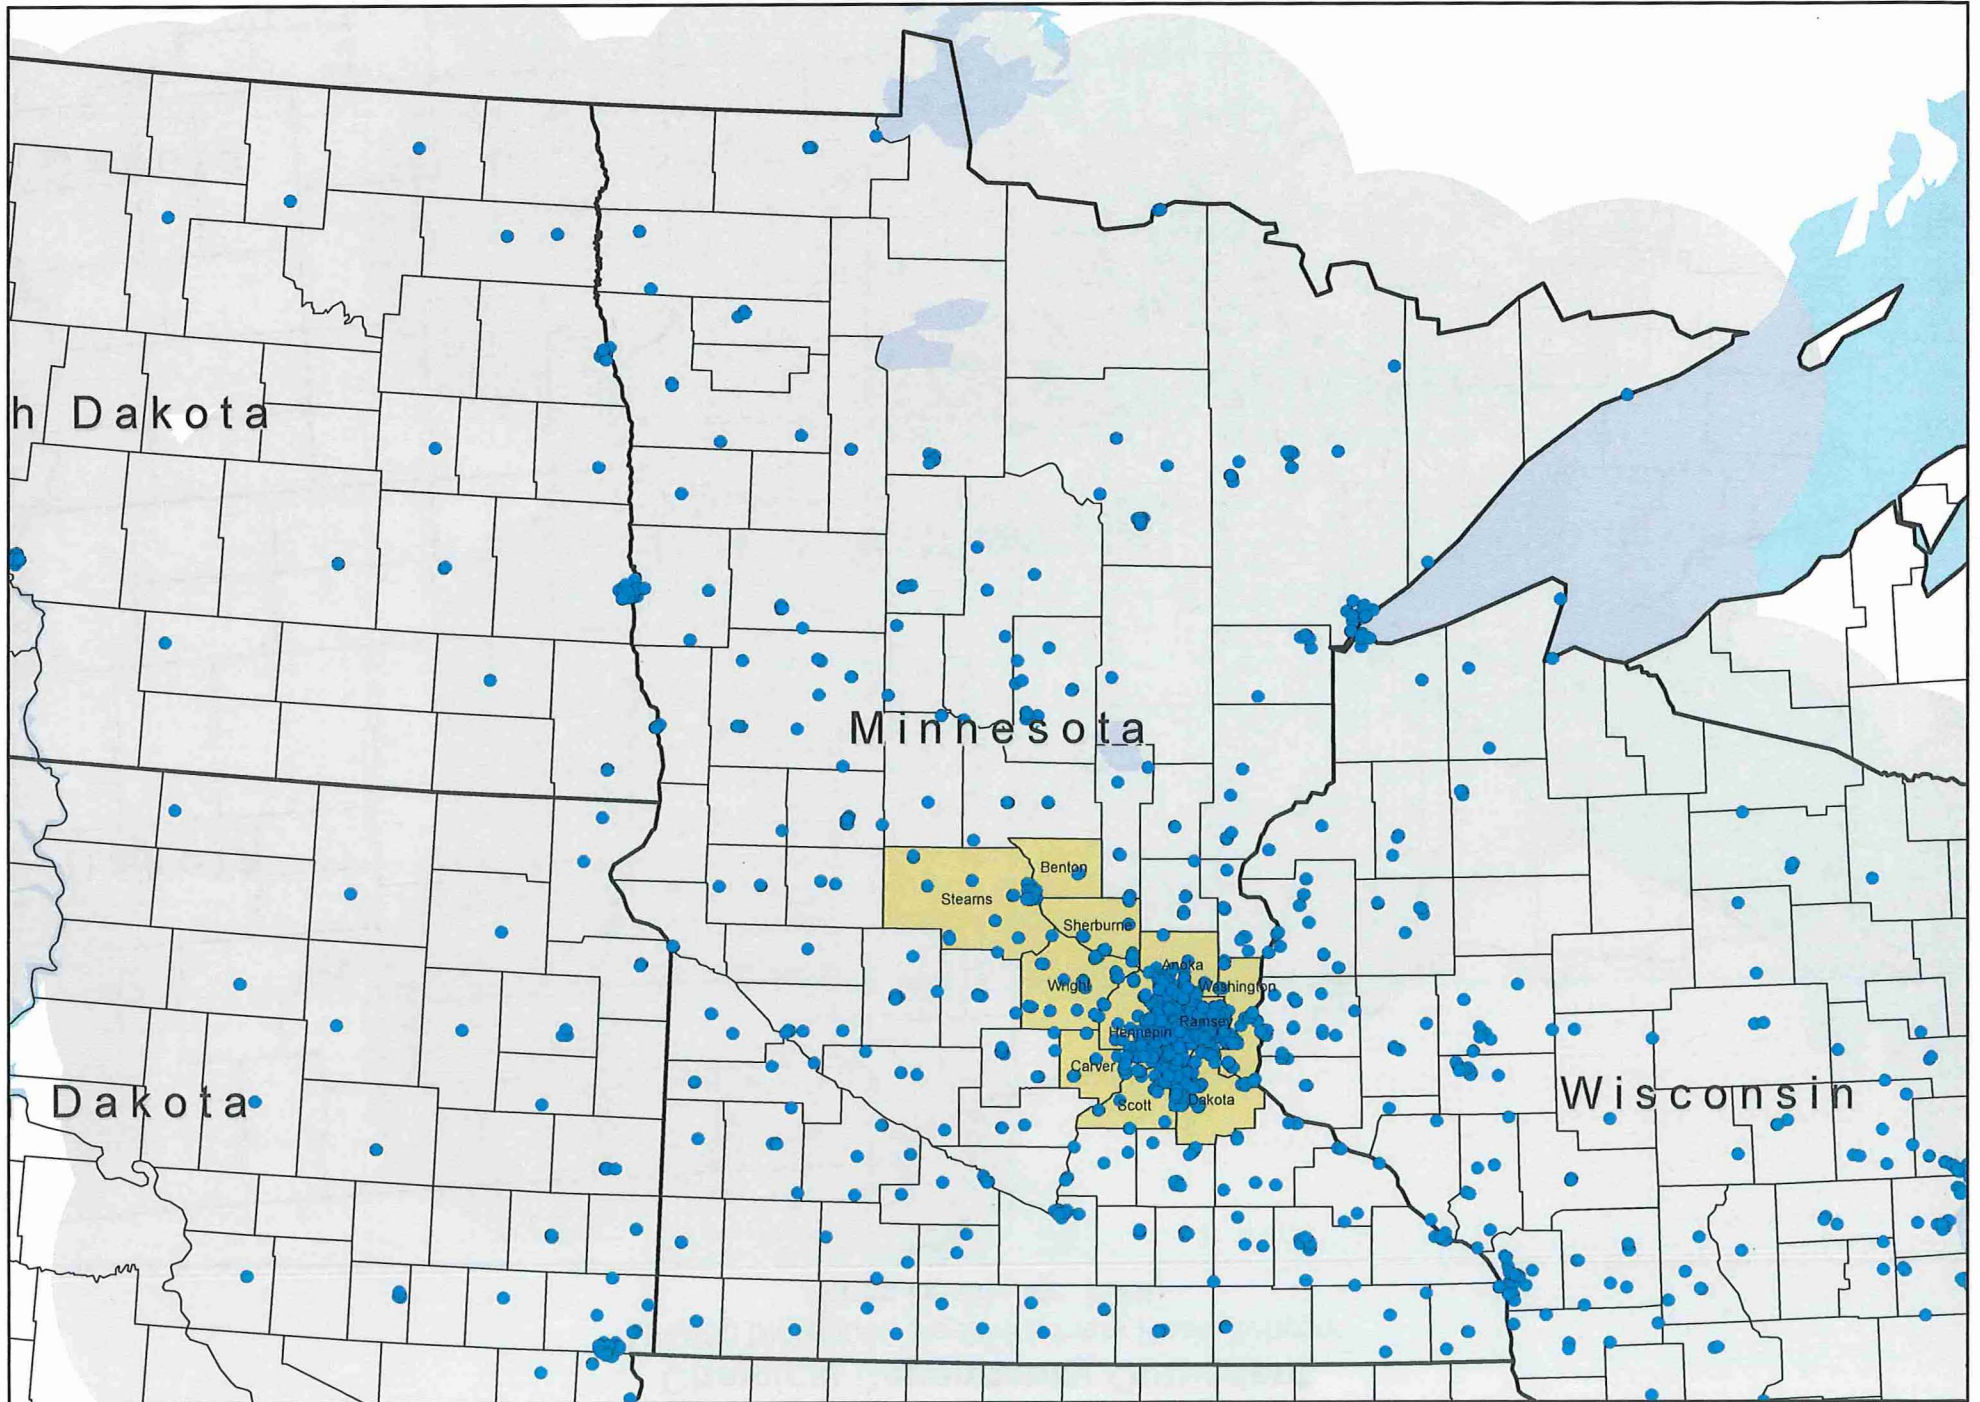 h Dakota
Minnesota
Benton
Stearns
Sherburne
Anoka
Wright
Washington
Ramsey
Hennepin
Carver
Scott
Dakota
Dakota
Wisconsin